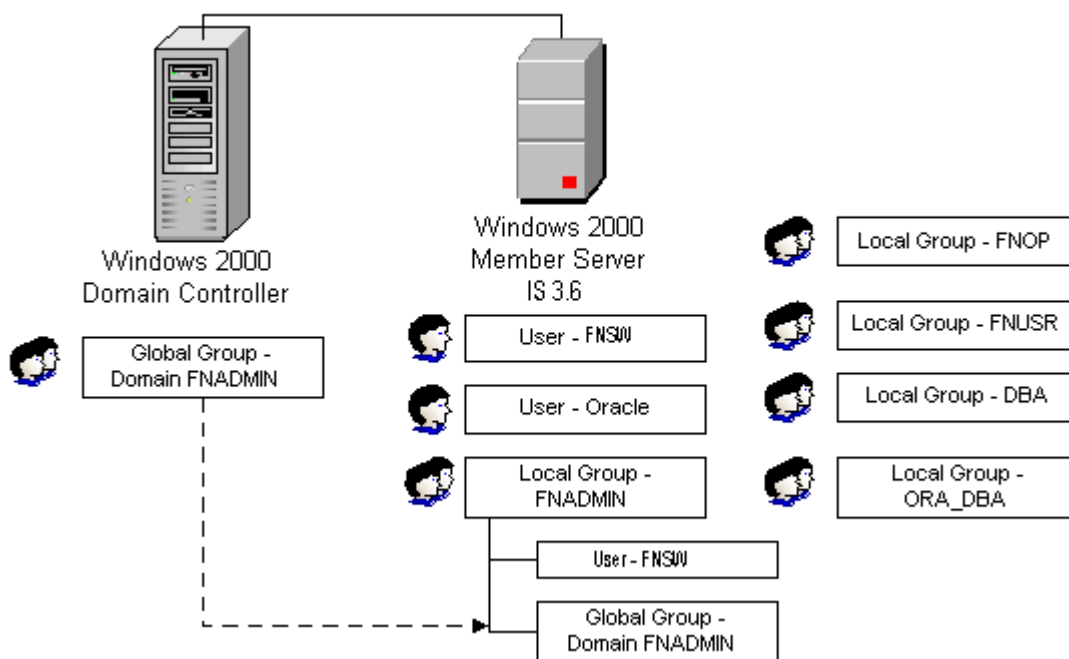 Windows 2000
Domain Controller
Windows 2000
Member Server
IS 3.6
Global Group -
Domain FNADMIN
User - FNSW
User - Oracle
Local Group -
FNADMIN
User - FNSW
Global Group -
Domain FNADMIN
Local Group - FNOP
Local Group - FNUSR
Local Group - DBA
Local Group -
ORA_DBA